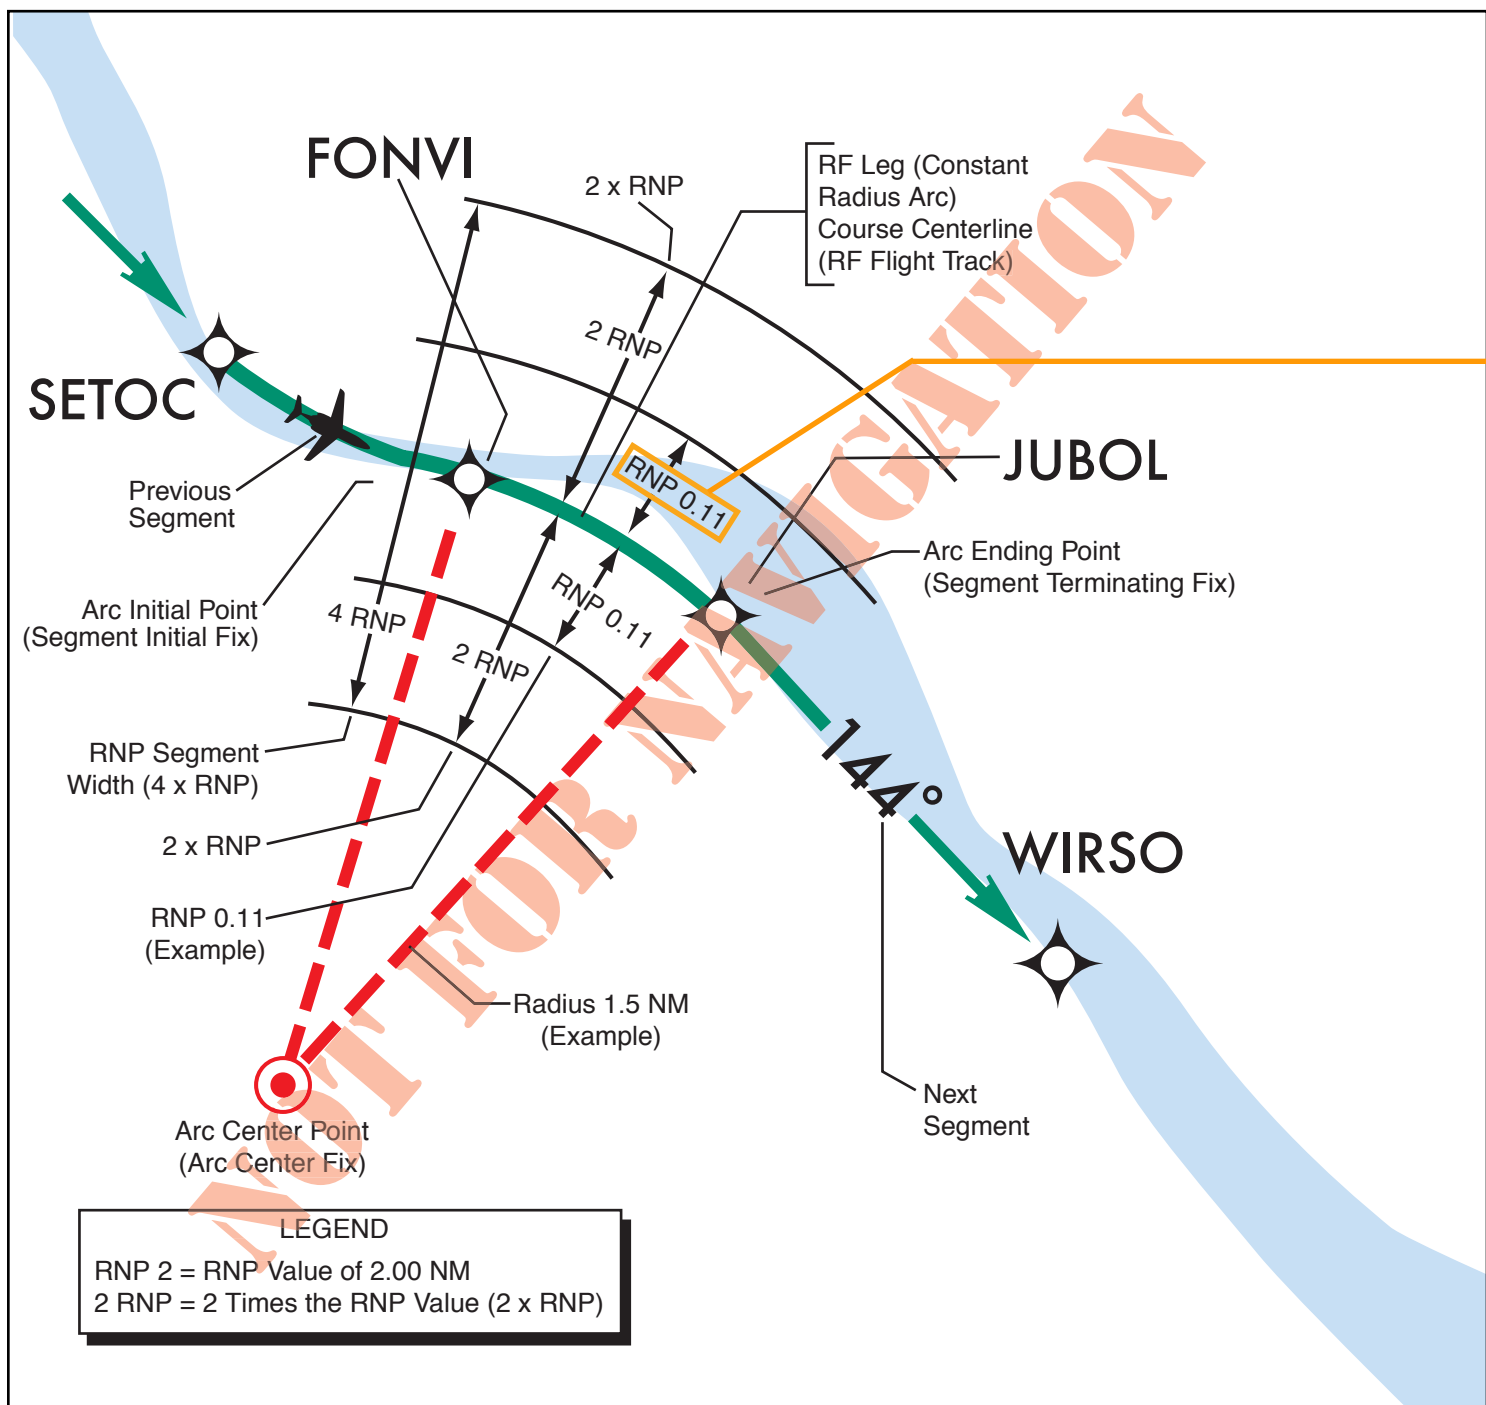 FONVI
2 x RNP
RF Leg (Constant
Radius Arc)
Course Centerline
(RF Flight Track)
2 RNP
SETOC
JUBOL
RNP 0.11
Previous
Segment
Arc Ending Point
(Segment Terminating Fix)
RNP 0.11
Arc Initial Point
(Segment Initial Fix)
4 RNP
2 RNP
RNP Segment
Width (4 x RNP)
144°
2 x RNP
WIRSO
RNP 0.11
(Example)
Radius 1.5 NM
(Example)
Next
Segment
Arc Center Point
(Arc Center Fix)
NOT FOR NAVIGATION
LEGEND
RNP 2 = RNP Value of 2.00 NM
2 RNP = 2 Times the RNP Value (2 x RNP)